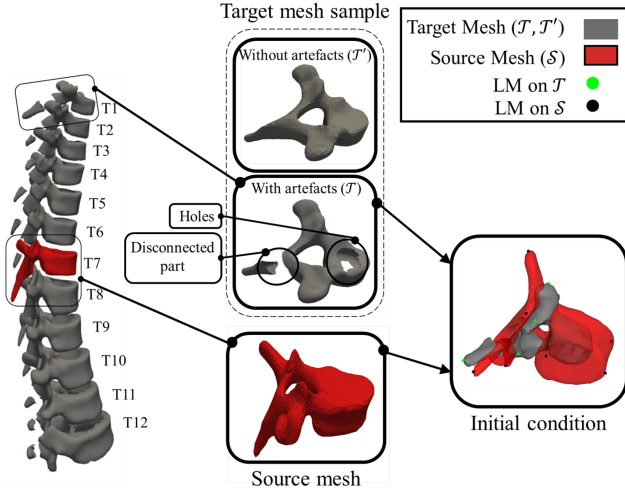 Target mesh sample
Without artefacts (𝒯′)
With artefacts (𝒯)
Holes
Disconnected
part
Target Mesh (𝒯, 𝒯′)
Source Mesh (𝒮)
LM on 𝒯
LM on 𝒮
T1
T2
T3
T4
T5
T6
T7
T8
T9
T10
T11
T12
Source mesh
Initial condition